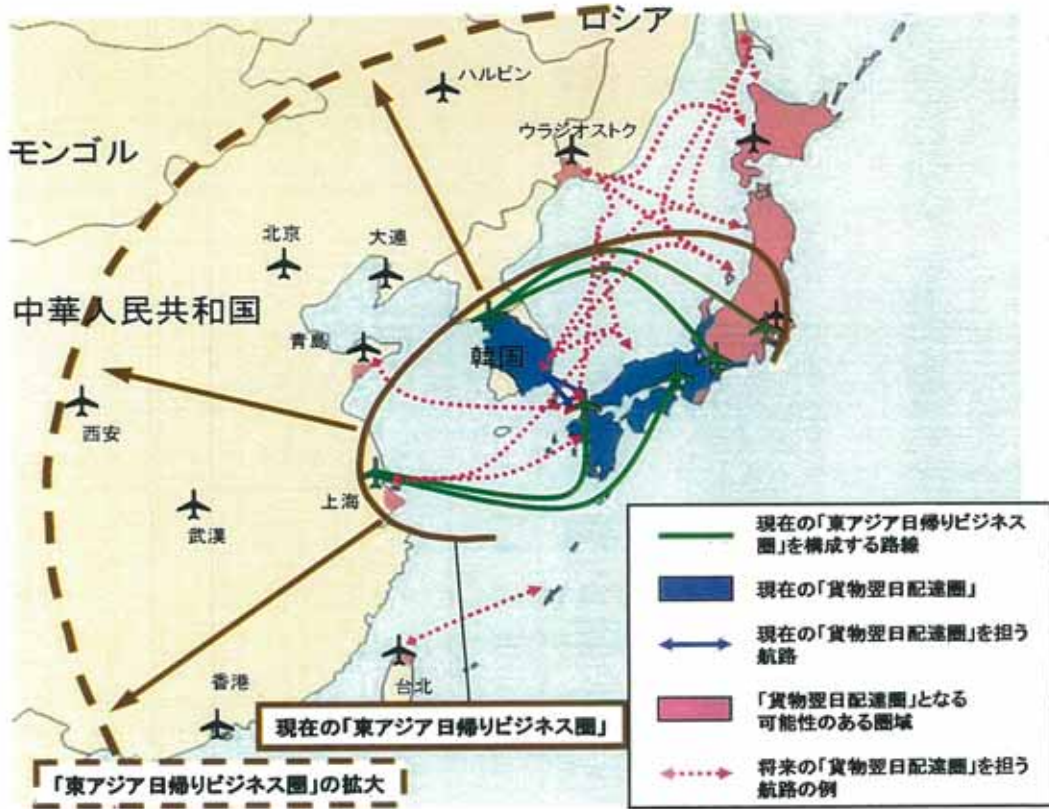 ロシア
ハルビン
ウラジオストク
モンゴル
北京
大連
中華人民共和国
青島
韓国
西安
上海
武漢
香港
台北
現在の「東アジア日帰りビジネス圏」
「東アジア日帰りビジネス圏」の拡大
現在の「東アジア日帰りビジネス
圏」を構成する路線
現在の「貨物翌日配達圏」
現在の「貨物翌日配達圏」を担う
航路
「貨物翌日配達圏」となる
可能性のある圏域
将来の「貨物翌日配達圏」を担う
航路の例